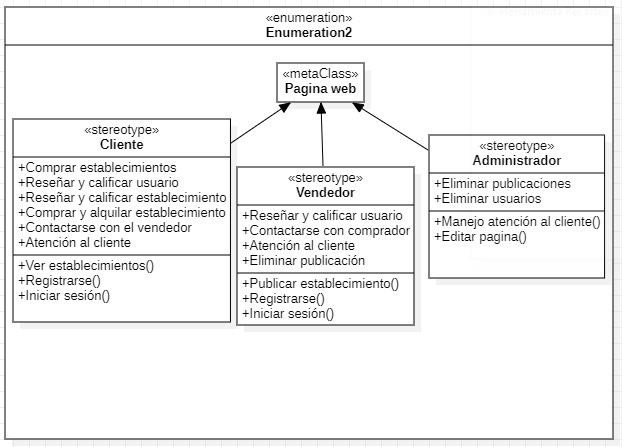 «enumeration»
Enumeration2
«metaClass»
Pagina web
«stereotype»
Cliente
+Comprar establecimientos
+Reseñar y calificar usuario
+Reseñar y calificar establecimiento
+Comprar y alquilar establecimiento
+Contactarse con el vendedor
+Atención al cliente
+Ver establecimientos()
+Registrarse()
+Iniciar sesión()
«stereotype»
Vendedor
+Reseñar y calificar usuario
+Contactarse con comprador
+Atención al cliente
+Eliminar publicación
+Publicar establecimiento()
+Registrarse()
+Iniciar sesión()
«stereotype»
Administrador
+Eliminar publicaciones
+Eliminar usuarios
+Manejo atención al cliente()
+Editar pagina()